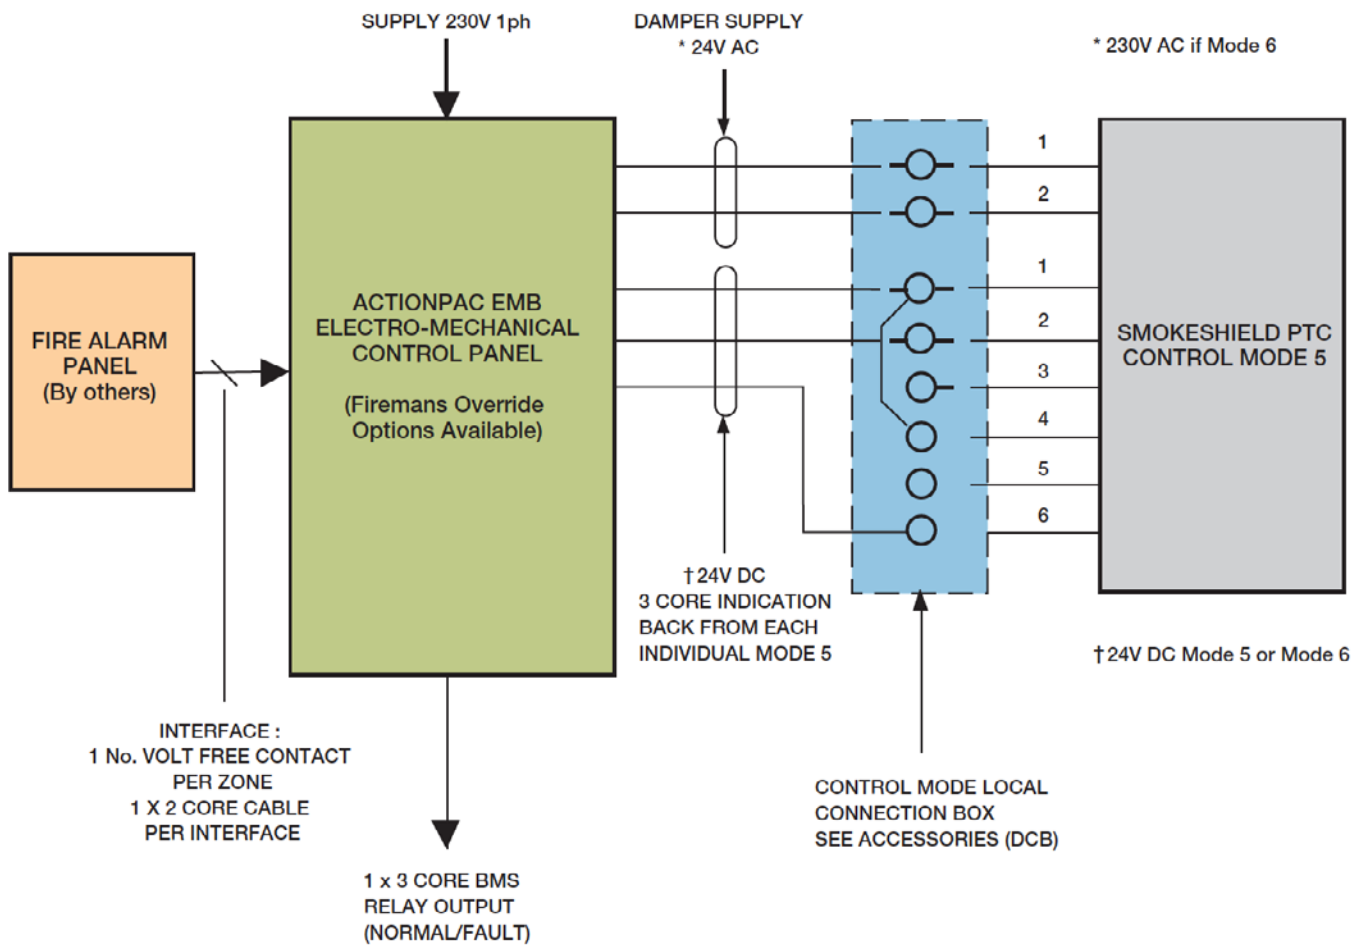 SUPPLY 230V 1ph
DAMPER SUPPLY
* 24V AC
* 230V AC if Mode 6
FIRE ALARM
PANEL
(By others)
ACTIONPAC EMB
ELECTRO-MECHANICAL
CONTROL PANEL
(Firemans Override
Options Available)
1
2
1
2
3
4
5
6
SMOKESHIELD PTC
CONTROL MODE 5
†24V DC
3 CORE INDICATION
BACK FROM EACH
INDIVIDUAL MODE 5
†24V DC Mode 5 or Mode 6
INTERFACE :
1 No. VOLT FREE CONTACT
PER ZONE
1 X 2 CORE CABLE
PER INTERFACE
CONTROL MODE LOCAL
CONNECTION BOX
SEE ACCESSORIES (DCB)
1 x 3 CORE BMS
RELAY OUTPUT
(NORMAL/FAULT)